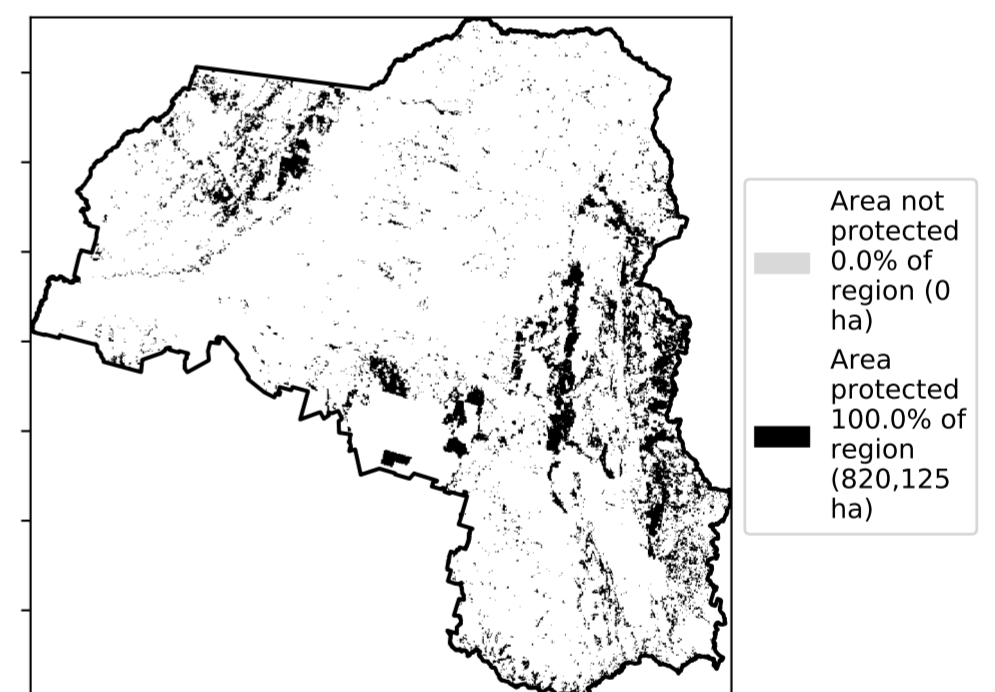 Area not
protected
0.0% of
region (0
ha)
Area
protected
100.0% of
region
(820,125
ha)